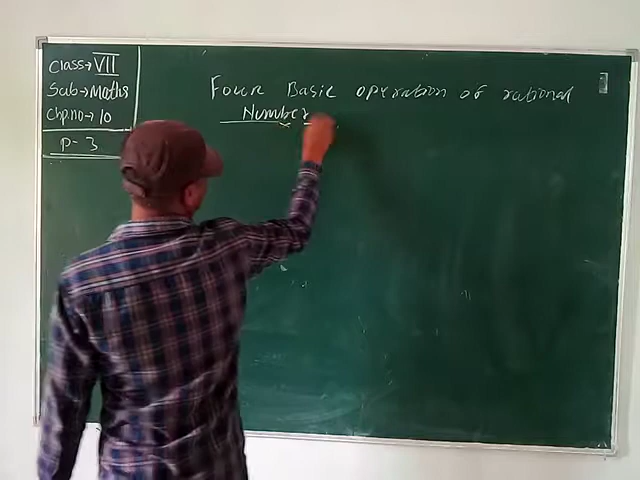 Class→VII
Sub→Maths
Chp.no→10
P-3
Four Basic operation of rational
Number